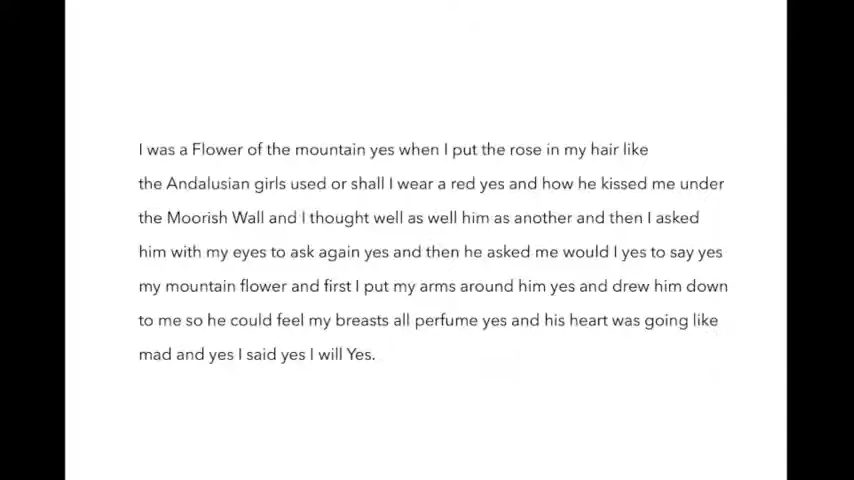 I was a Flower of the mountain yes when I put the rose in my hair like
the Andalusian girls used or shall I wear a red yes and how he kissed me under
the Moorish Wall and I thought well as well him as another and then I asked
him with my eyes to ask again yes and then he asked me would I yes to say yes
my mountain flower and first I put my arms around him yes and drew him down
to me so he could feel my breasts all perfume yes and his heart was going like
mad and yes I said yes I will Yes.